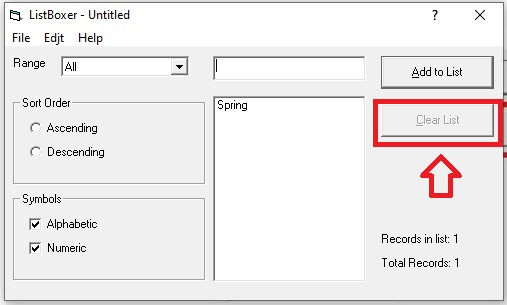 ListBoxer - Untitled
File Edjt Help
Range All Add to List
Sort Order Spring Clear List
Ascending
Descending
Symbols
Alphabetic
Numeric Records in list: 1
Total Records: 1